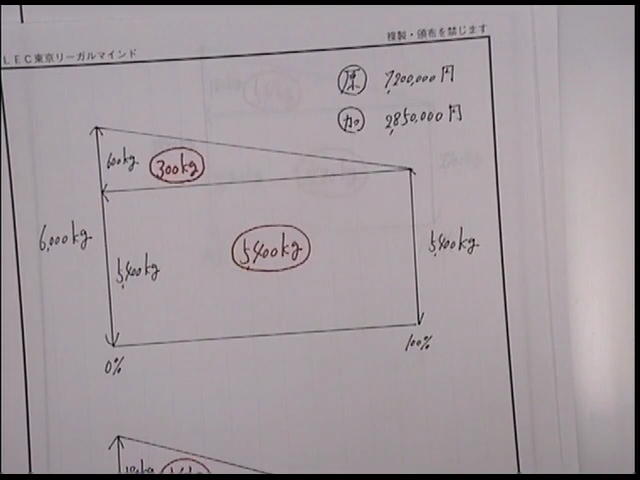 LEC東京リーガルマインド
複製・頒布を禁じます
原 7,200,000円
加 2,850,000円
600kg
300kg
6,000kg
5,400kg
5,400kg
5,400kg
0%
100%